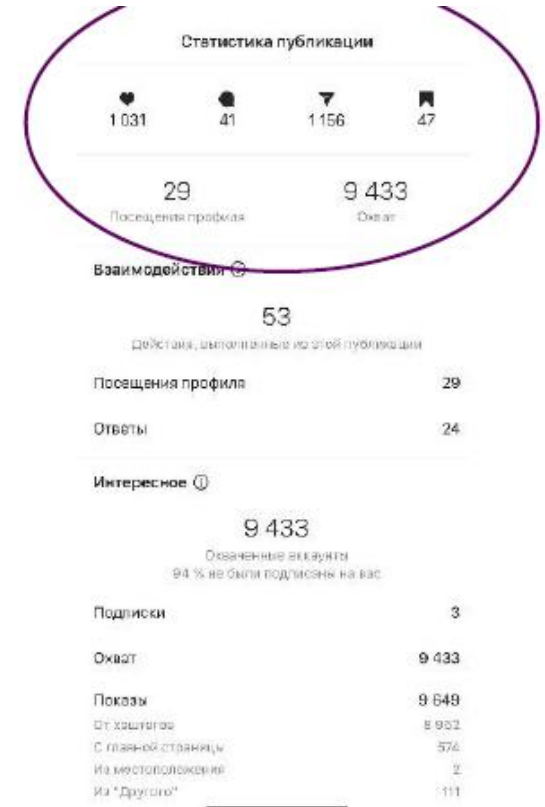 Статистика публикации
1 031 41 1 156 47
29 9 433
Посещения профиля Охват
Взаимодействия
53
Действия, выполненные из этой публикации
Посещения профиля 29
Ответы 24
Интересное
9 433
Охваченные аккаунты
94 % не были подписаны на вас
Подписки 3
Охват 9 433
Показы 9 649
От хэштегов
С главной страницы 574
Из местоположения 2
Из "Другого" 111